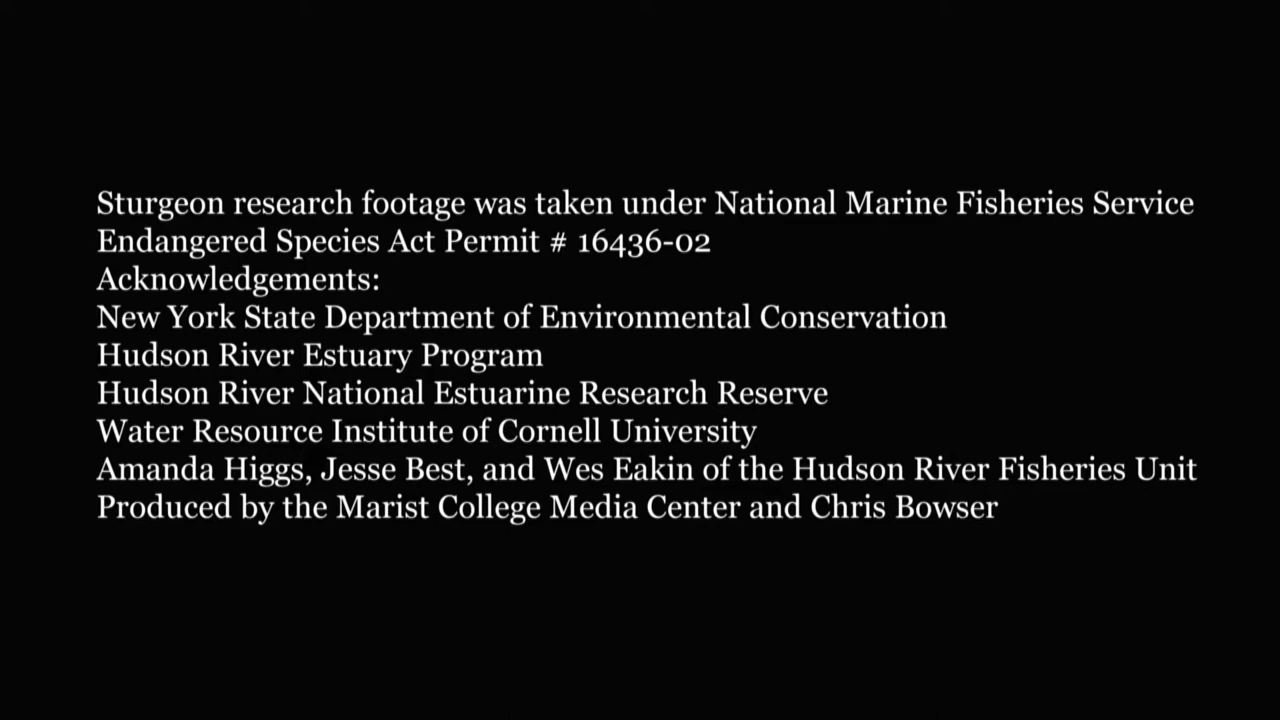 Sturgeon research footage was taken under National Marine Fisheries Service
Endangered Species Act Permit # 16436-02
Acknowledgements:
New York State Department of Environmental Conservation
Hudson River Estuary Program
Hudson River National Estuarine Research Reserve
Water Resource Institute of Cornell University
Amanda Higgs, Jesse Best, and Wes Eakin of the Hudson River Fisheries Unit
Produced by the Marist College Media Center and Chris Bowser